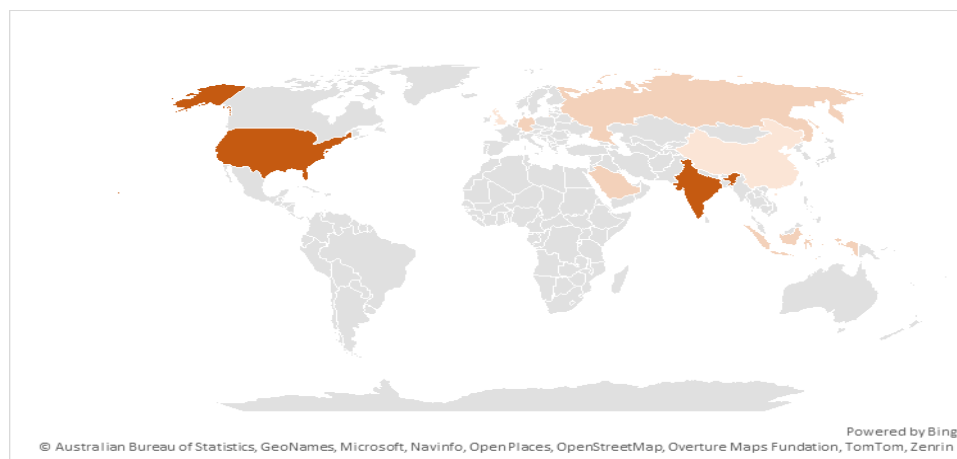 Powered by Bing
© Australian Bureau of Statistics, GeoNames, Microsoft, Navinfo, Open Places, OpenStreetMap, Overture Maps Fundation, TomTom, Zenrin